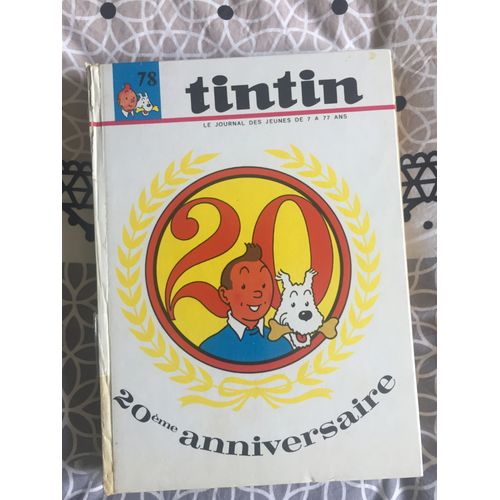 78
tintin
LE JOURNAL DES JEUNES DE 7 A 77 ANS
20
20ème anniversaire